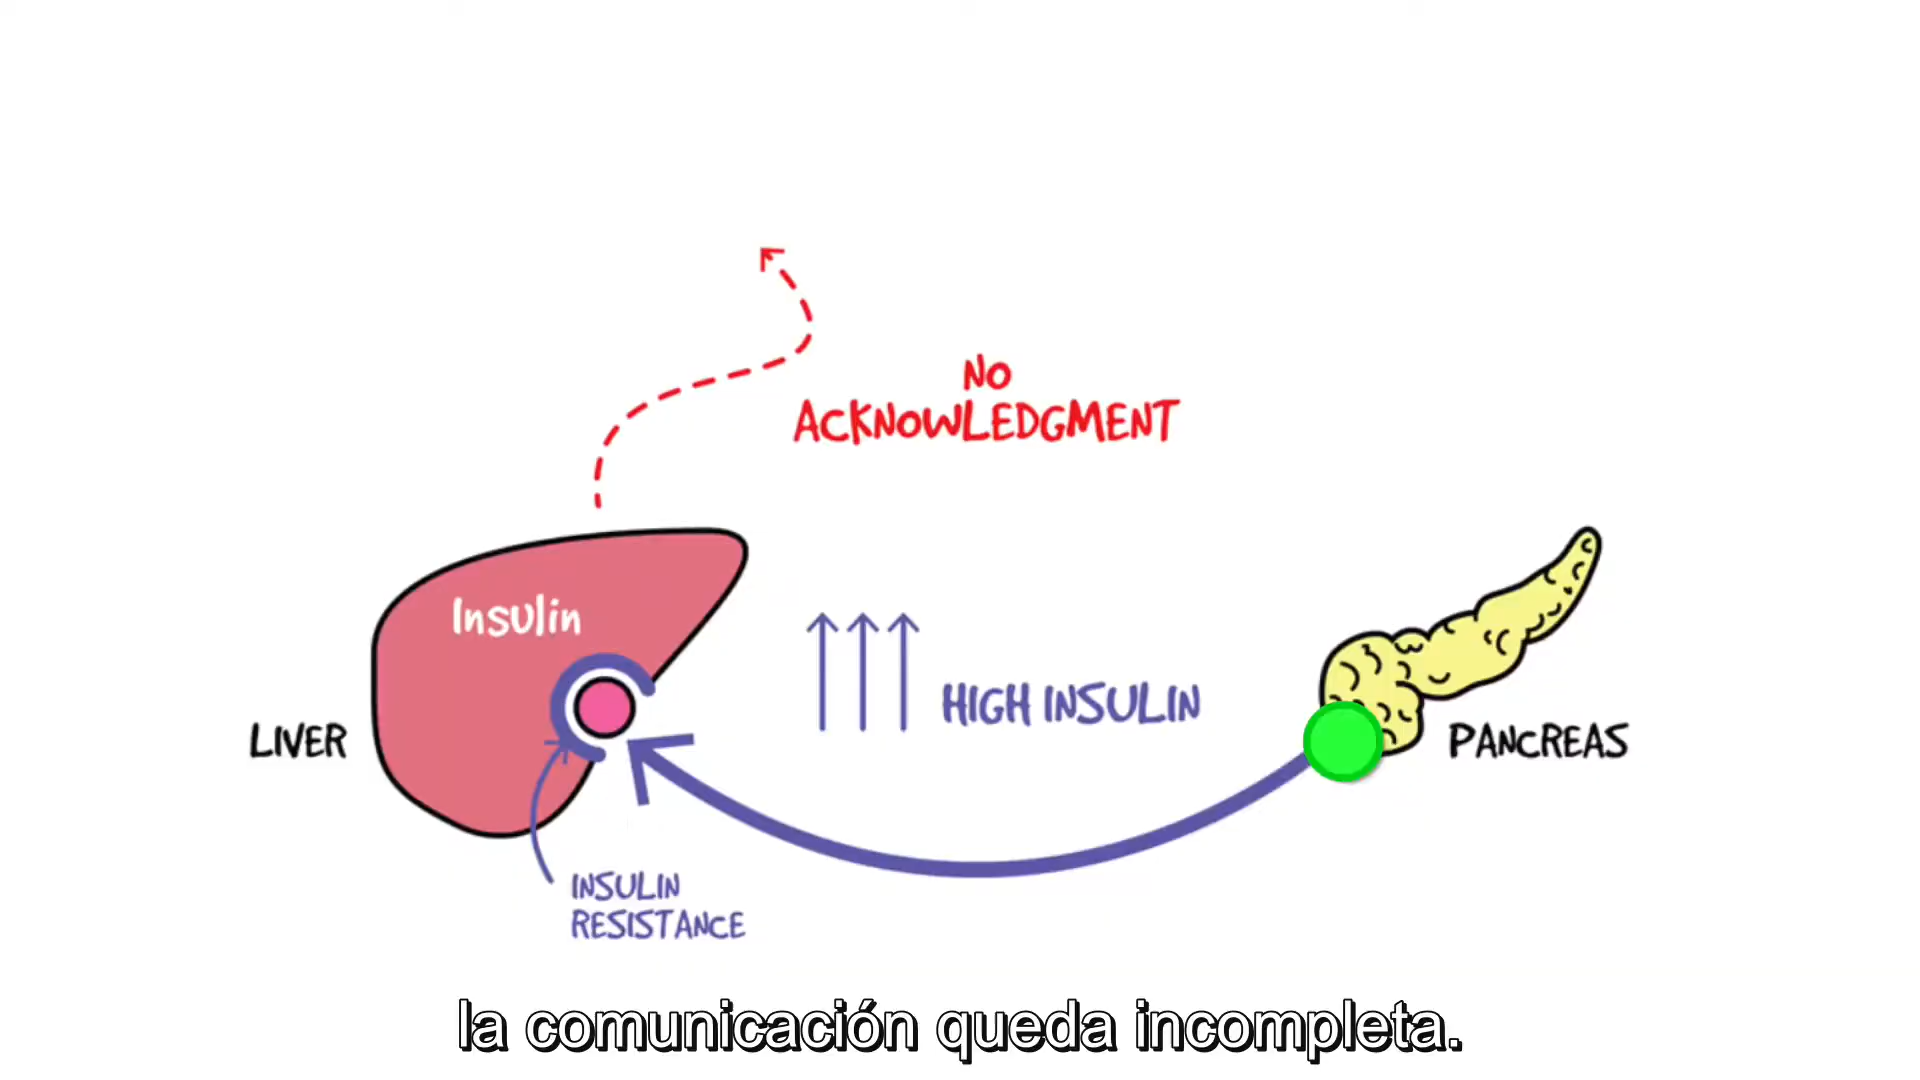 NO
ACKNOWLEDGMENT
Insulin
HIGH INSULIN
LIVER
PANCREAS
INSULIN
RESISTANCE
la comunicación queda incompleta.